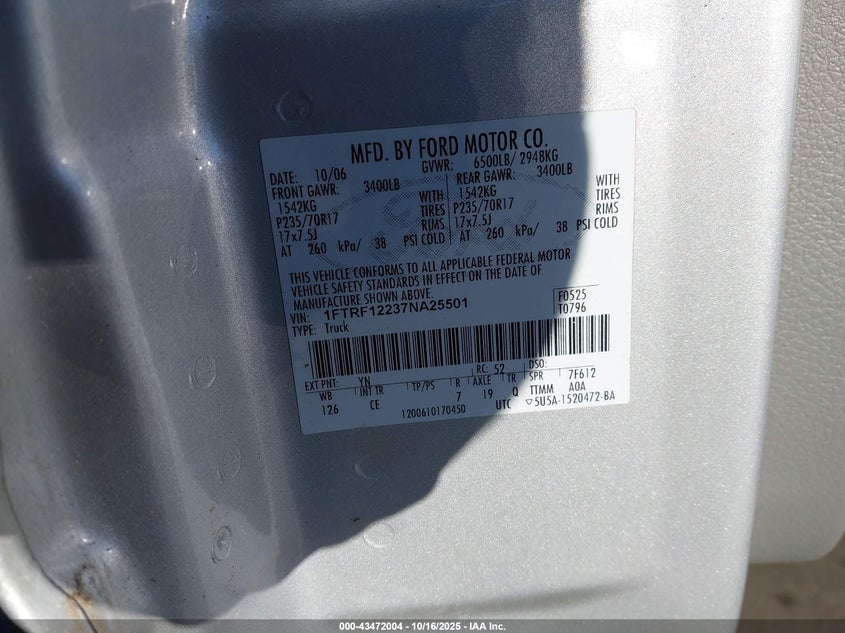 MFD. BY FORD MOTOR CO.
DATE: 10/06 GVWR: 6500LB/ 2948KG
FRONT GAWR: 3400LB REAR GAWR: 3400LB
1542KG WITH 1542KG WITH
P235/70R17 TIRES P235/70R17 TIRES
17x7.5J RIMS 17x7.5J RIMS
AT 260 kPa/ 38 PSI COLD AT 260 kPa/ 38 PSI COLD
THIS VEHICLE CONFORMS TO ALL APPLICABLE FEDERAL MOTOR
VEHICLE SAFETY STANDARDS IN EFFECT ON THE DATE OF
MANUFACTURE SHOWN ABOVE.
VIN: 1FTRF12237NA25501 F0525
TYPE: Truck T0796
EXT PNT: YN RC: 52 DSO:
WB INT TR TP/PS R AXLE TR SPR 7F612
126 CE 7 19 Q TTMM A0A
1200610170450 UTC ▽5U5A-1520472-BA
000-43472004 | 10/16/2025 | IAA Inc.